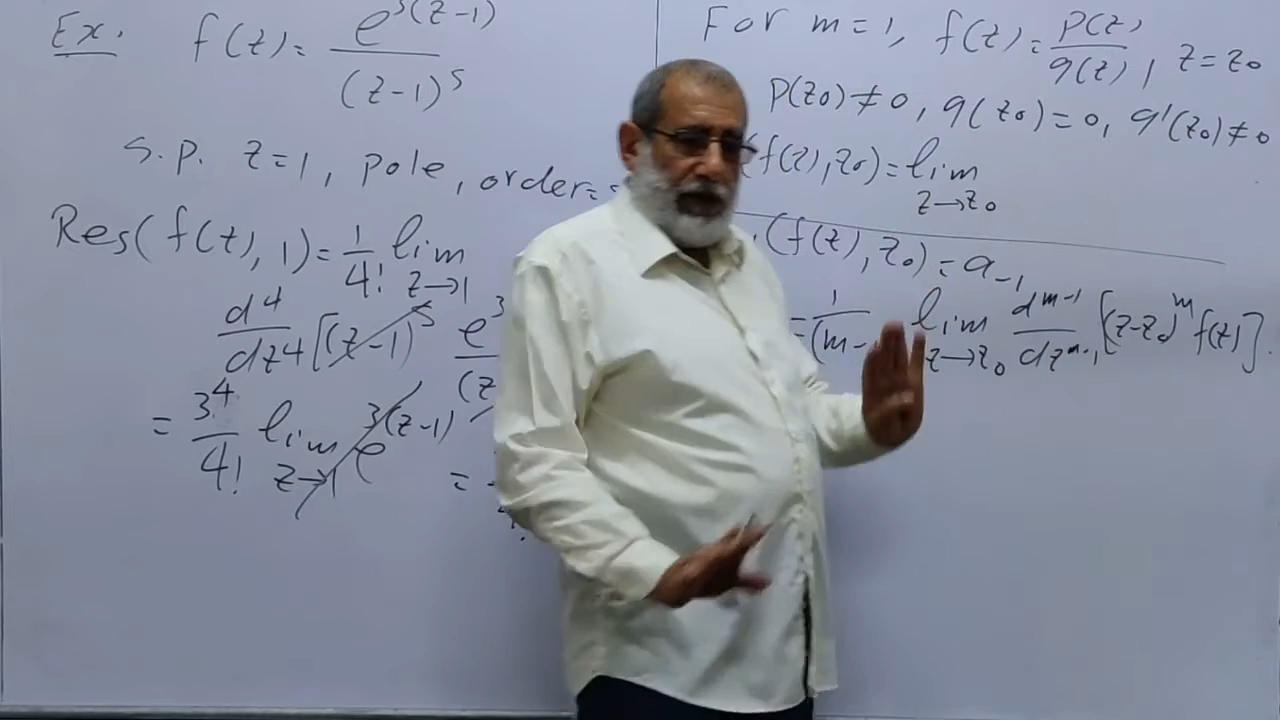 Ex. f(z)= e^3(z-1) / (z-1)^5
s.p. z=1, pole, order=
Res(f(z), 1)= 1/4! lim z→1
d^4/dz^4 [(z-1)^5 e^3 / (z
= 3^4/4! lim z→1 e^3(z-1) =
For m=1, f(z)= P(z)/q(z), z=z0
P(z0)≠0, q(z0)=0, q'(z0)≠0
(f(z), z0)= lim z→z0
(f(z), z0)= a-1
= 1/(m- lim z→z0 d^m-1/dz^m-1 [(z-z0)^m f(z)].